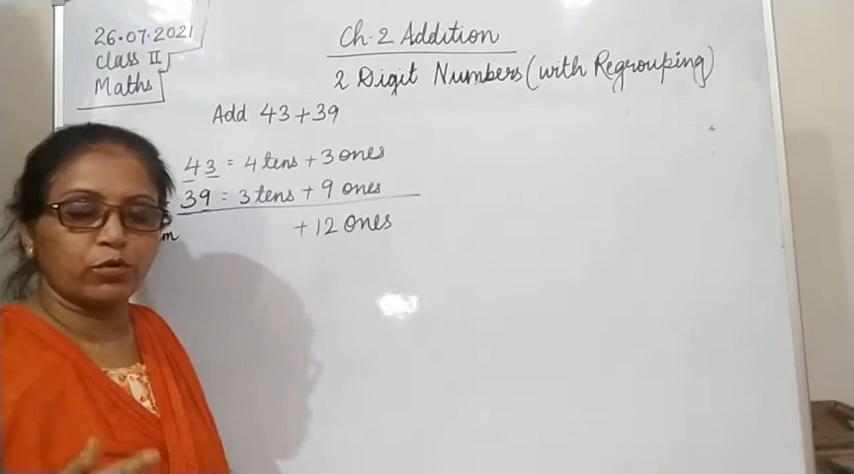 26.07.2021
Class II
Maths
Ch-2 Addition
2 Digit Numbers (with Regrouping)
Add 43+39
43 = 4 tens + 3 ones
39 = 3 tens + 9 ones
+ 12 ones